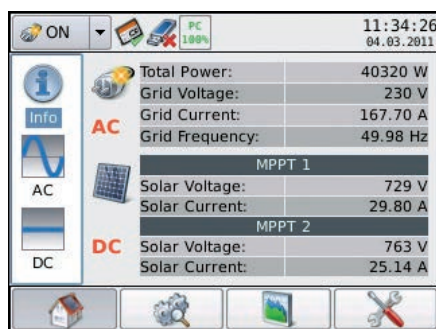 ON
PC
100%
11:34:26
04.03.2011
Info
AC
DC
AC
Total Power: 40320 W
Grid Voltage: 230 V
Grid Current: 167.70 A
Grid Frequency: 49.98 Hz
DC
MPPT 1
Solar Voltage: 729 V
Solar Current: 29.80 A
MPPT 2
Solar Voltage: 763 V
Solar Current: 25.14 A